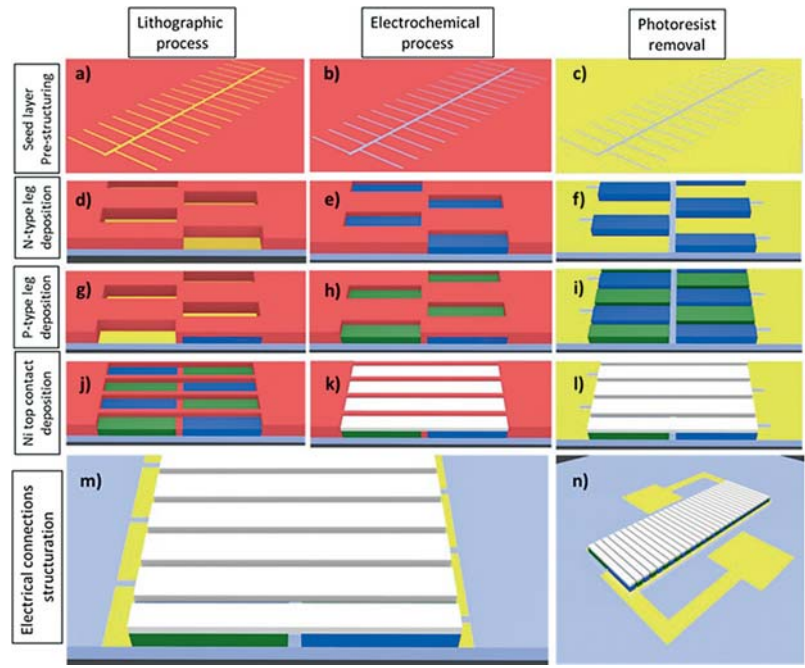 Lithographic
process
Electrochemical
process
Photoresist
removal
Seed layer
Pre-structuring
a)
b)
c)
N-type leg
deposition
d)
e)
f)
P-type leg
deposition
g)
h)
i)
Ni top contact
deposition
j)
k)
l)
Electrical connections
structuration
m)
n)